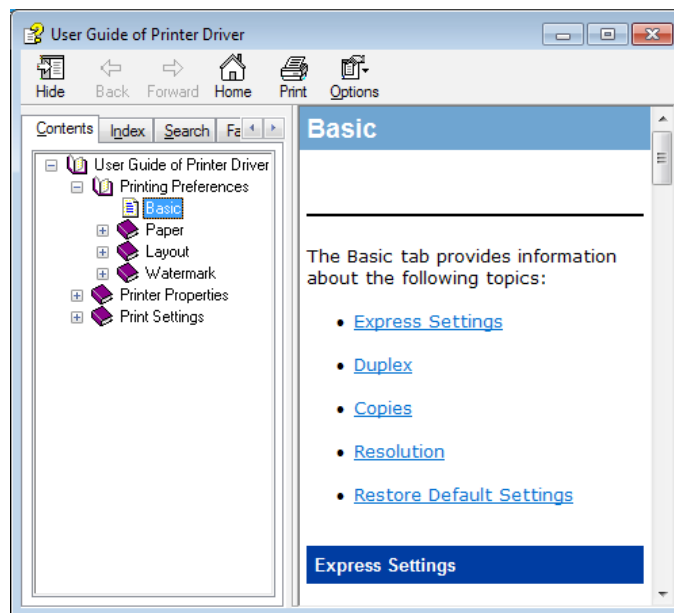 User Guide of Printer Driver
Hide Back Forward Home Print Options
Contents Index Search
User Guide of Printer Driver
Printing Preferences
Basic
Paper
Layout
Watermark
Printer Properties
Print Settings
Basic
The Basic tab provides information
about the following topics:
• Express Settings
• Duplex
• Copies
• Resolution
• Restore Default Settings
Express Settings